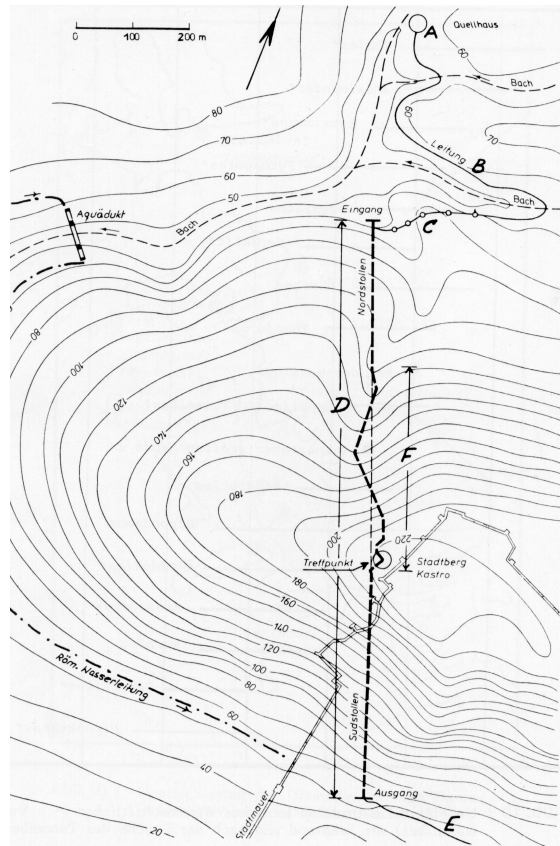 0 100 200 m
A
Quellhaus
60
Bach
80
60
70
70
Leitung B
60
50
Bach
Aquädukt
Bach
Eingang
C
Nordstollen
80
100
120
D
140
F
160
180
200
220
Treffpunkt
Stadtberg
Kastro
180
160
140
120
100
80
Röm. Wasserleitung
60
Südstollen
40
Stadtmauer
Ausgang
E
20